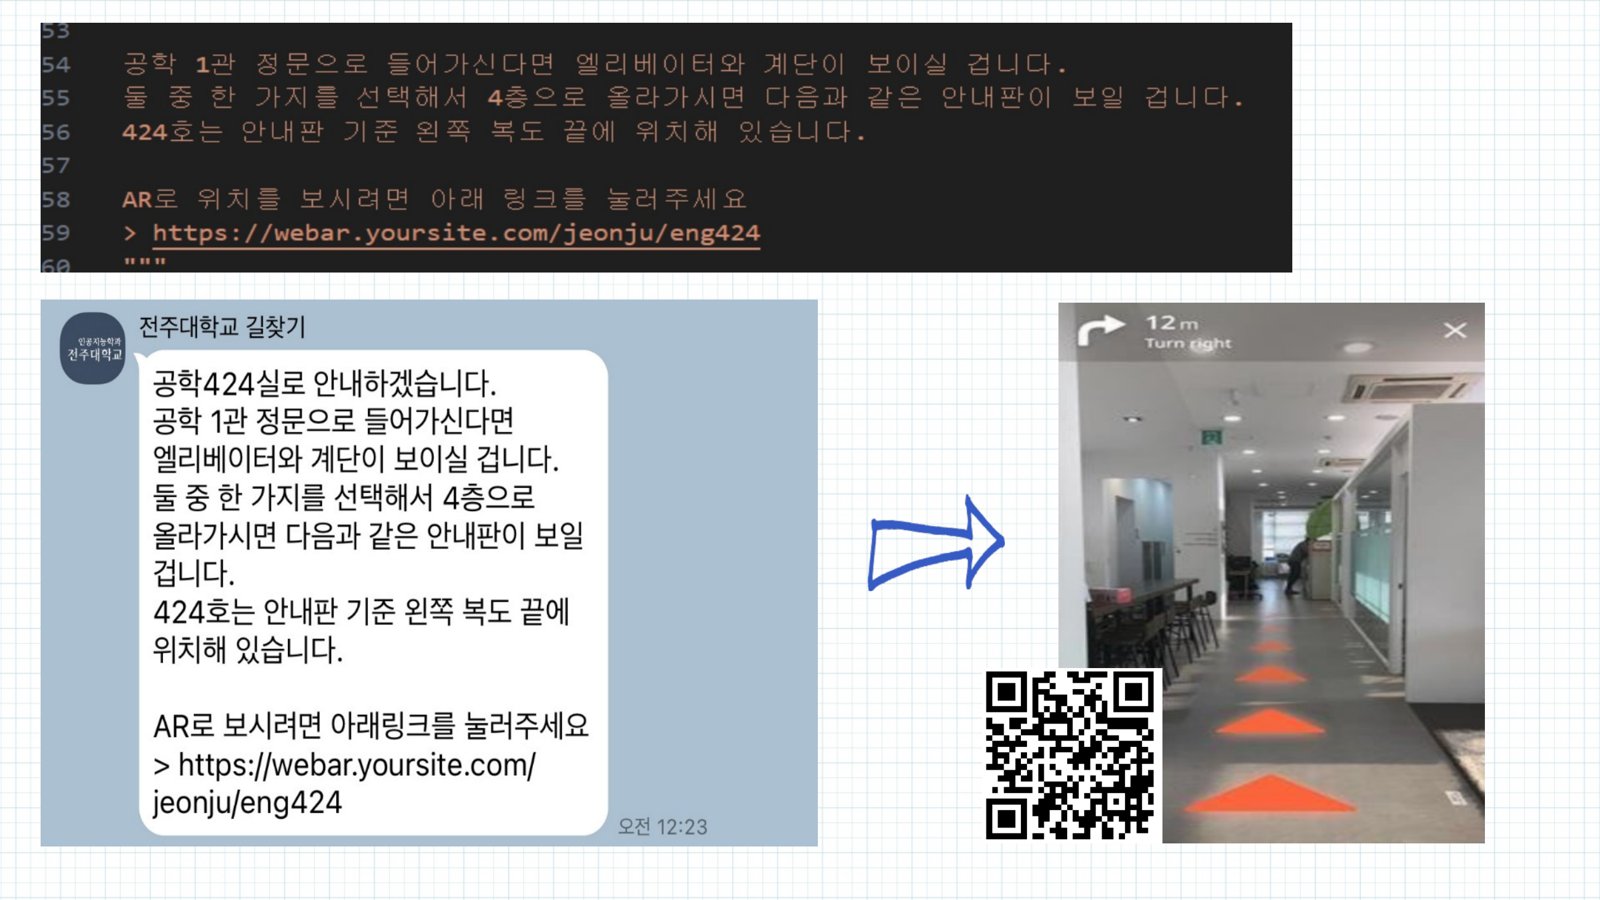 53
54 공학 1관 정문으로 들어가신다면 엘리베이터와 계단이 보이실 겁니다.
55 둘 중 한 가지를 선택해서 4층으로 올라가시면 다음과 같은 안내판이 보일 겁니다.
56 424호는 안내판 기준 왼쪽 복도 끝에 위치해 있습니다.
57
58 AR로 위치를 보시려면 아래 링크를 눌러주세요
59 > https://webar.yoursite.com/jeonju/eng424
60 """
인공지능학과
전주대학교
전주대학교 길찾기
공학424실로 안내하겠습니다.
공학 1관 정문으로 들어가신다면
엘리베이터와 계단이 보이실 겁니다.
둘 중 한 가지를 선택해서 4층으로
올라가시면 다음과 같은 안내판이 보일
겁니다.
424호는 안내판 기준 왼쪽 복도 끝에
위치해 있습니다.
AR로 보시려면 아래링크를 눌러주세요
> https://webar.yoursite.com/
jeonju/eng424
오전 12:23
12m
Turn right